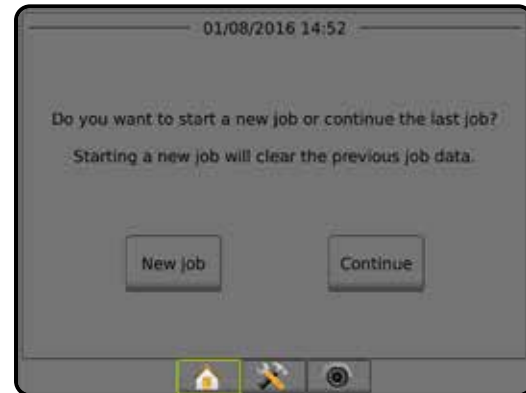 01/08/2016 14:52
Do you want to start a new job or continue the last job?
Starting a new job will clear the previous job data.
New job
Continue